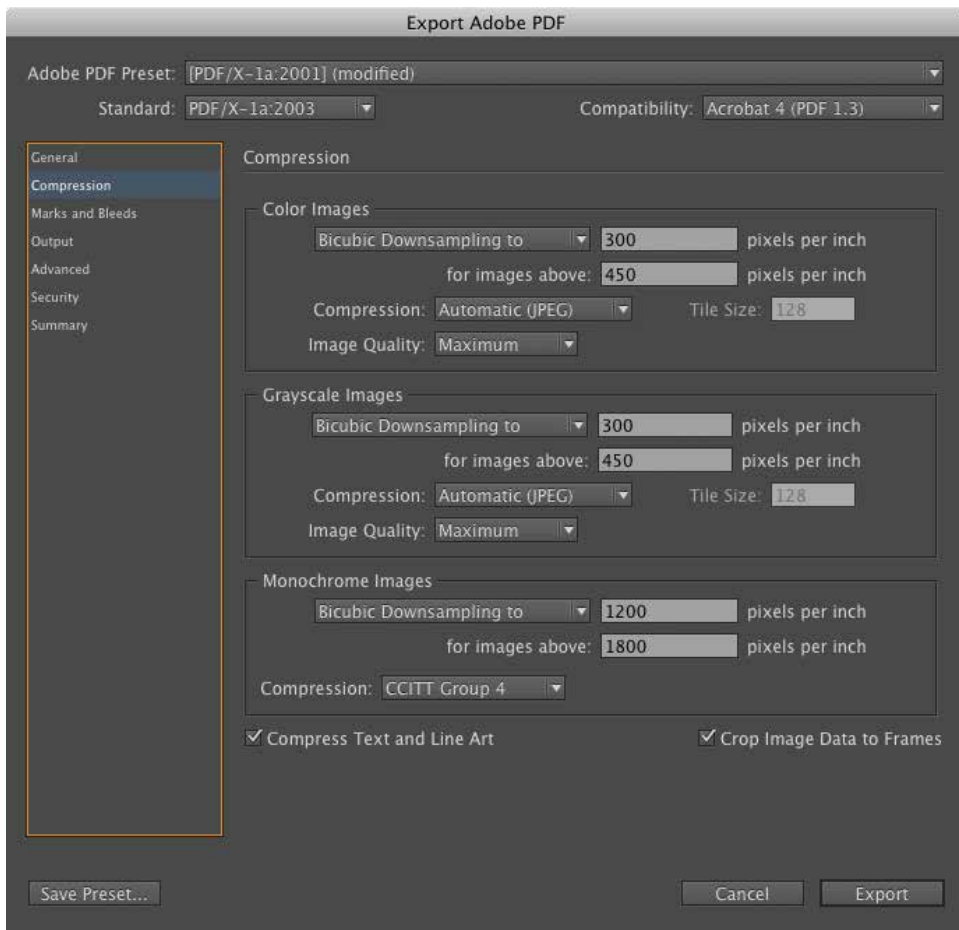 Export Adobe PDF
Adobe PDF Preset: [PDF/X-1a:2001] (modified)
Standard: PDF/X-1a:2003 Compatibility: Acrobat 4 (PDF 1.3)
General
Compression
Marks and Bleeds
Output
Advanced
Security
Summary
Compression
Color Images
Bicubic Downsampling to 300 pixels per inch
for images above: 450 pixels per inch
Compression: Automatic (JPEG) Tile Size: 128
Image Quality: Maximum
Grayscale Images
Bicubic Downsampling to 300 pixels per inch
for images above: 450 pixels per inch
Compression: Automatic (JPEG) Tile Size: 128
Image Quality: Maximum
Monochrome Images
Bicubic Downsampling to 1200 pixels per inch
for images above: 1800 pixels per inch
Compression: CCITT Group 4
Compress Text and Line Art Crop Image Data to Frames
Save Preset... Cancel Export